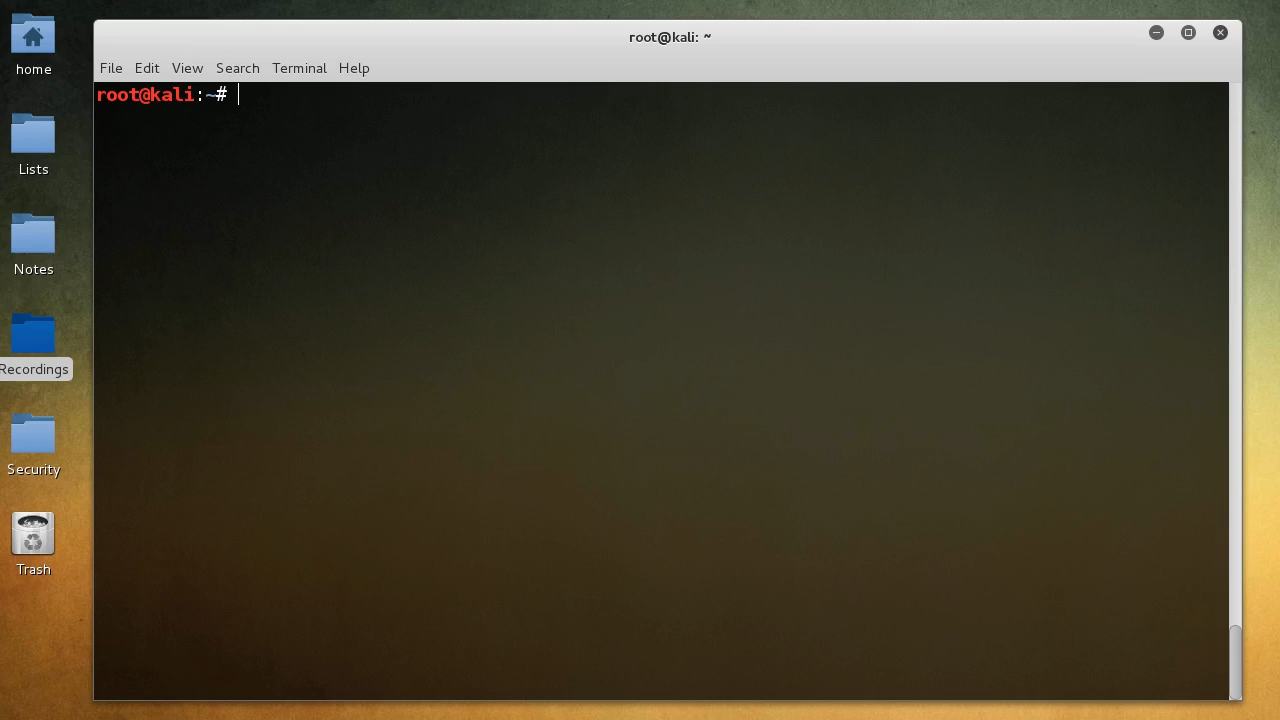 root@kali: ~
File Edit View Search Terminal Help
root@kali:~#
home
Lists
Notes
Recordings
Security
Trash